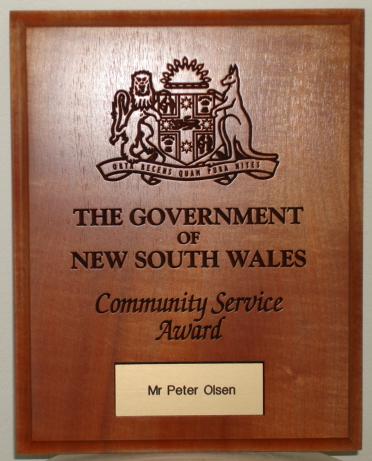 ORTA RECENS QUAM PURA NITES
THE GOVERNMENT
OF
NEW SOUTH WALES
Community Service
Award
Mr Peter Olsen